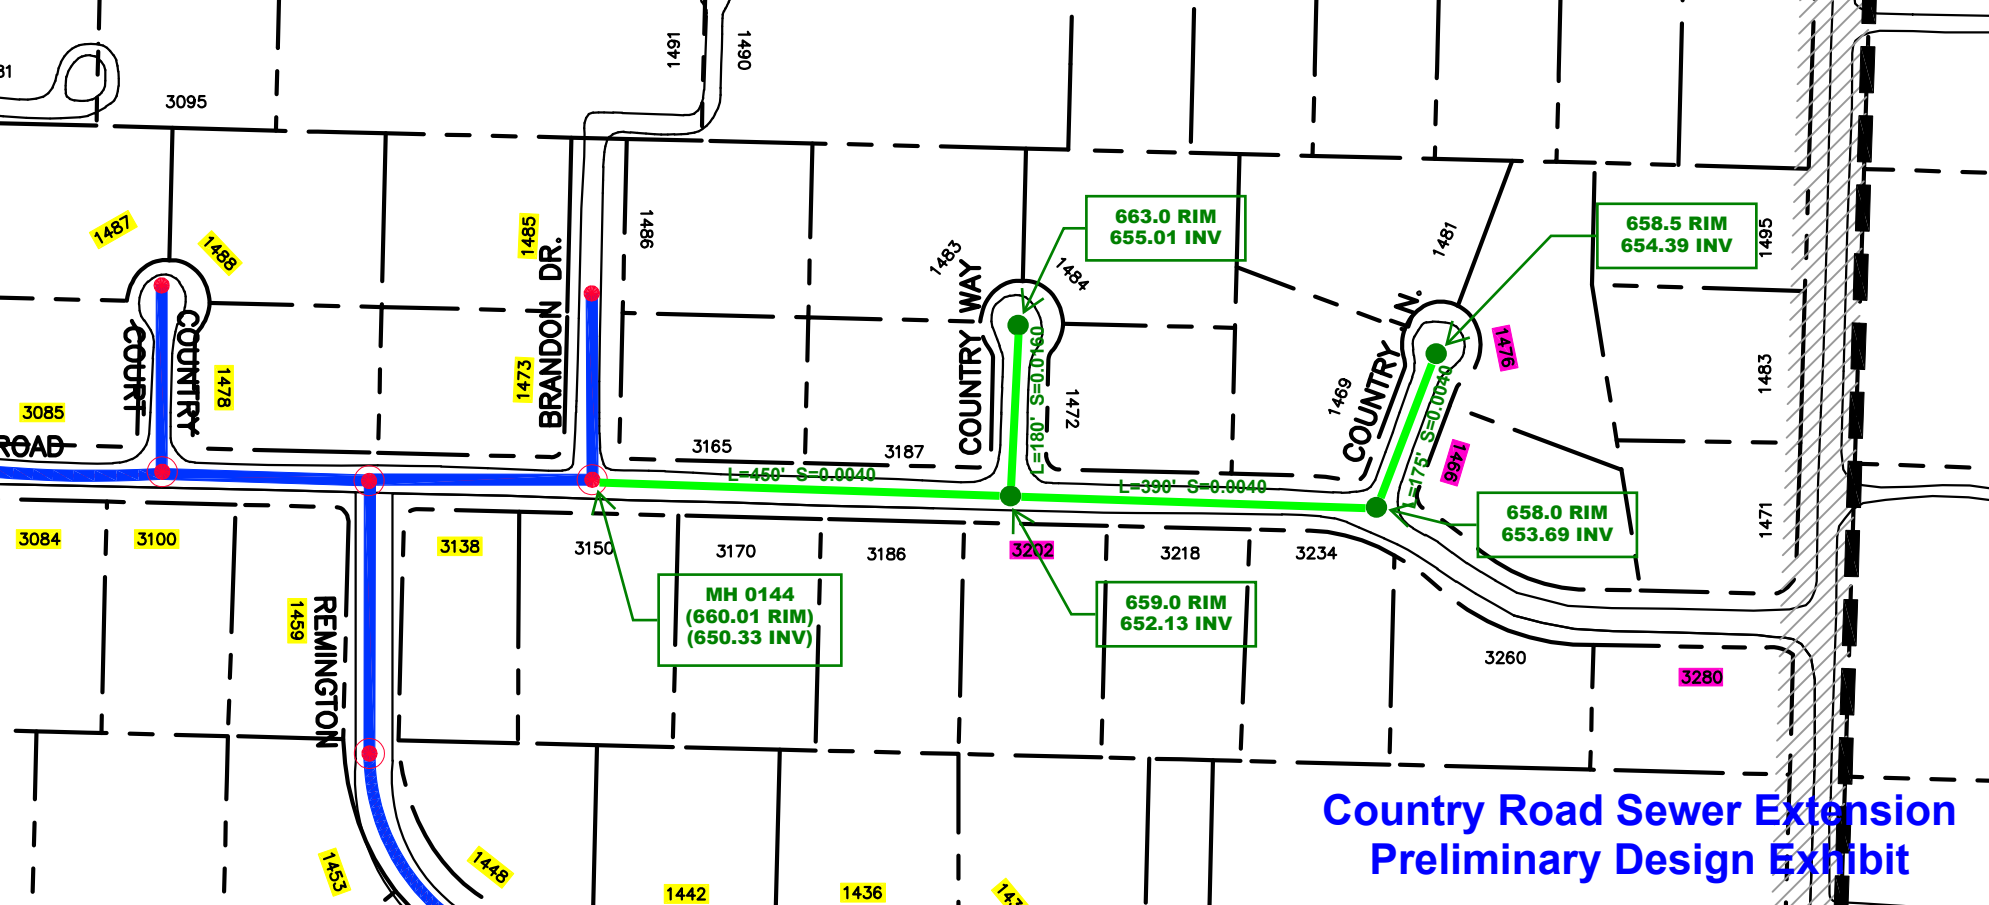 1491
1490
3095
1487
1488
1485
BRANDON DR.
1486
1483
COUNTRY WAY
1484
663.0 RIM
655.01 INV
1481
658.5 RIM
654.39 INV
1495
COUNTRY
COURT
1478
1473
L=180' S=0.0160
1472
1469
COUNTRY LN.
1476
1483
3085
ROAD
3165
3187
L=450' S=0.0040
L=390' S=0.0040
L=175' S=0.0040
1466
658.0 RIM
653.69 INV
1471
3084
3100
3138
3150
3170
3186
3202
3218
3234
1459
REMINGTON
MH 0144
(660.01 RIM)
(650.33 INV)
659.0 RIM
652.13 INV
3260
3280
1453
1448
1442
1436
Country Road Sewer Extension
Preliminary Design Exhibit